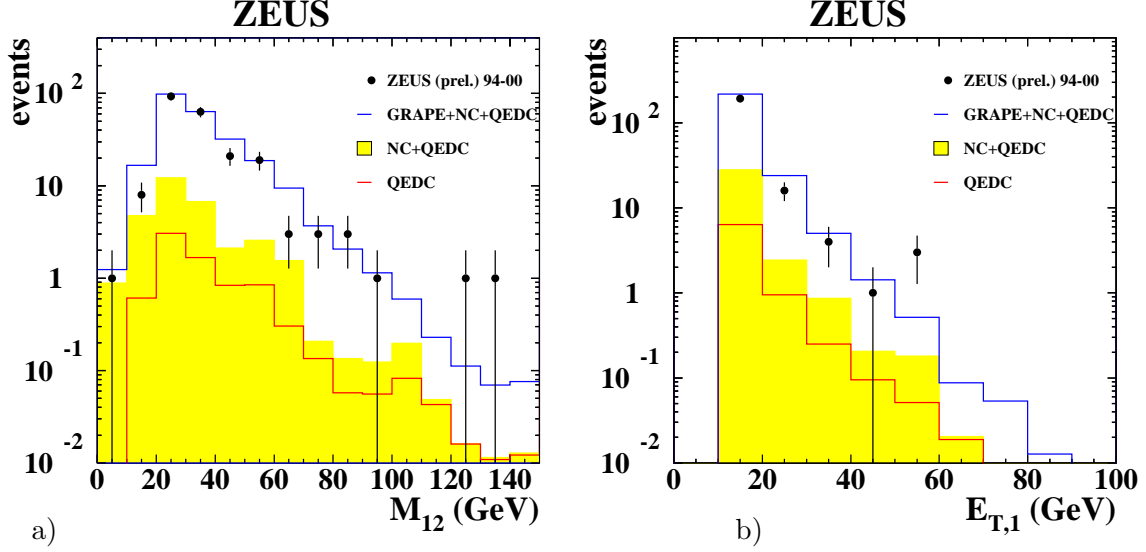 ZEUS
events
10 2
10
1
10 -1
10 -2
0 20 40 60 80 100 120 140
M12 (GeV)
ZEUS (prel.) 94-00
GRAPE+NC+QEDC
NC+QEDC
QEDC
a)
ZEUS
events
10 2
10
1
10 -1
10 -2
0 20 40 60 80 100
ET,1 (GeV)
ZEUS (prel.) 94-00
GRAPE+NC+QEDC
NC+QEDC
QEDC
b)